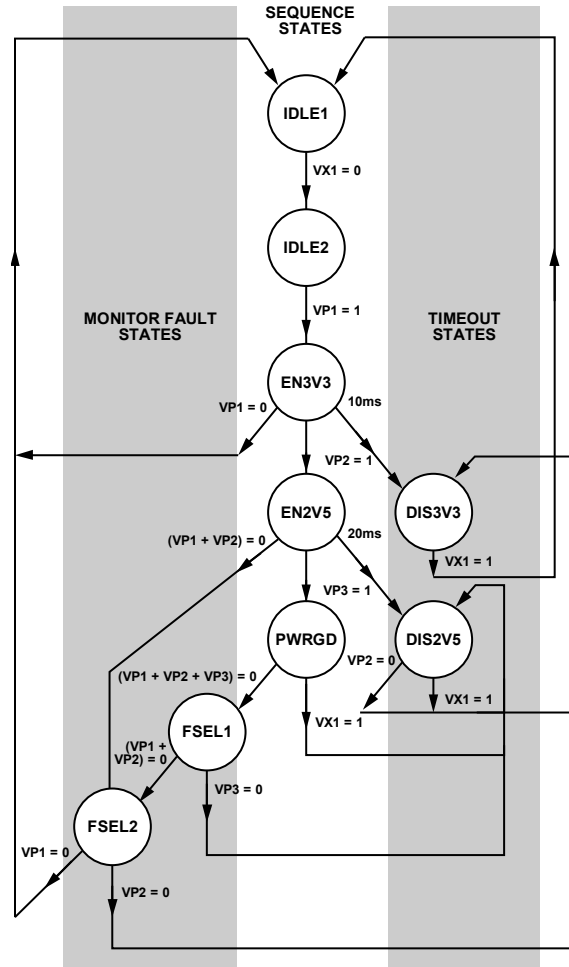 SEQUENCE
STATES
IDLE1
VX1 = 0
IDLE2
MONITOR FAULT
STATES
VP1 = 1
TIMEOUT
STATES
EN3V3
VP1 = 0
10ms
VP2 = 1
EN2V5
DIS3V3
(VP1 + VP2) = 0
20ms
VX1 = 1
VP3 = 1
PWRGD
DIS2V5
VP2 = 0
(VP1 + VP2 + VP3) = 0
VX1 = 1
FSEL1
VX1 = 1
(VP1 +
VP2) = 0
VP3 = 0
FSEL2
VP1 = 0
VP2 = 0